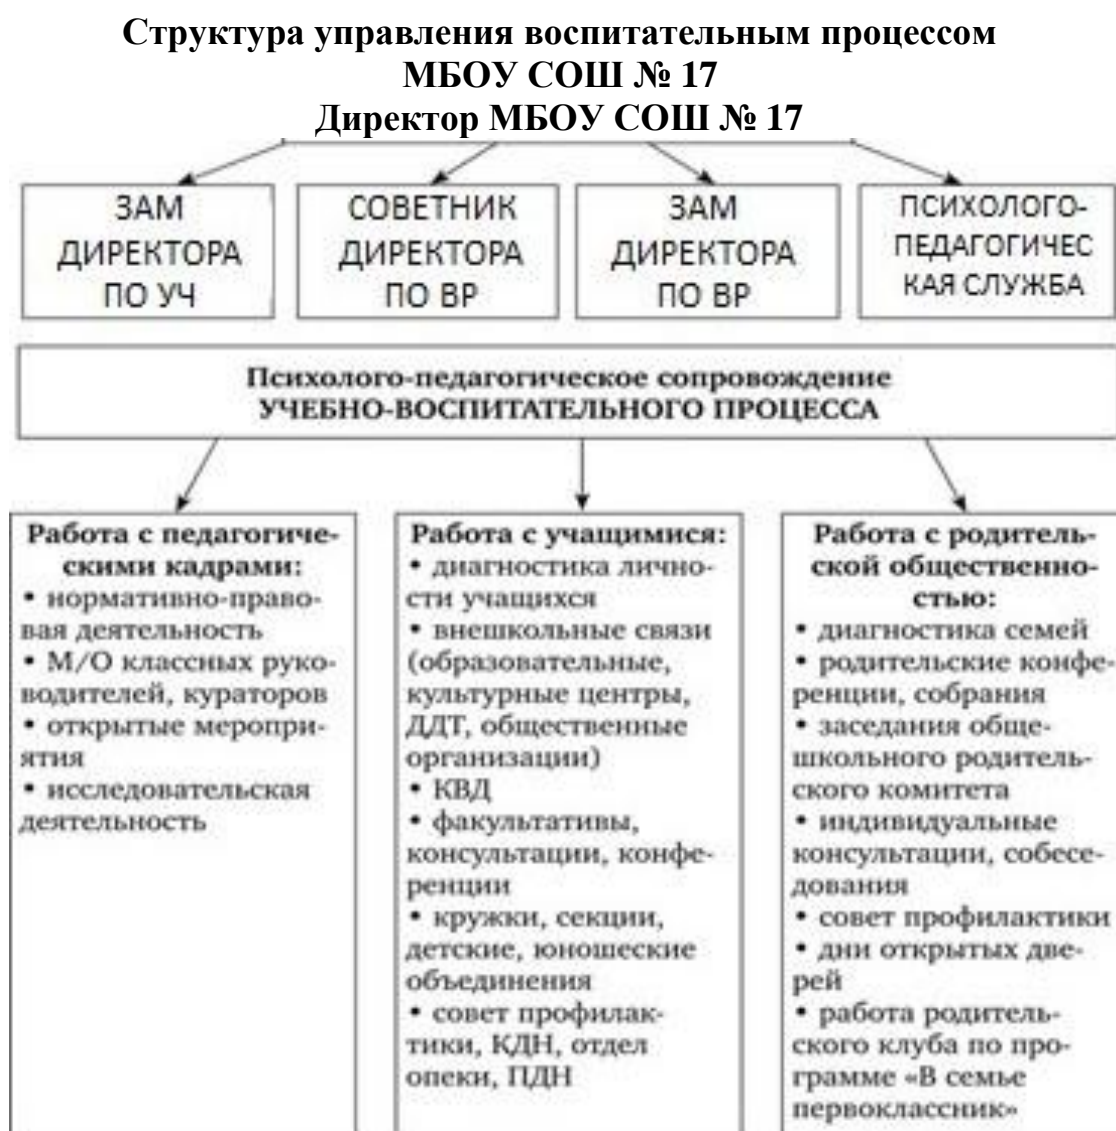 Структура управления воспитательным процессом
МБОУ СОШ № 17
Директор МБОУ СОШ № 17
ЗАМ
ДИРЕКТОРА
ПО УЧ
СОВЕТНИК
ДИРЕКТОРА
ПО ВР
ЗАМ
ДИРЕКТОРА
ПО ВР
ПСИХОЛОГО-
ПЕДАГОГИЧЕС
КАЯ СЛУЖБА
Психолого-педагогическое сопровождение
УЧЕБНО-ВОСПИТАТЕЛЬНОГО ПРОЦЕССА
Работа с педагогиче-
скими кадрами:
• нормативно-право-
вая деятельность
• М/О классных руко-
водителей, кураторов
• открытые меропри-
ятия
• исследовательская
деятельность
Работа с учащимися:
• диагностика лично-
сти учащихся
• внешкольные связи
(образовательные,
культурные центры,
ДДТ, общественные
организации)
• КВД
• факультативы,
консультации, конфе-
ренции
• кружки, секции,
детские, юношеские
объединения
• совет профилак-
тики, КДН, отдел
опеки, ПДН
Работа с родитель-
ской общественно-
стью:
• диагностика семей
• родительские конфе-
ренции, собрания
• заседания обще-
школьного родитель-
ского комитета
• индивидуальные
консультации, собесе-
дования
• совет профилактики
• дни открытых две-
рей
• работа родитель-
ского клуба по про-
грамме «В семье
первоклассник»